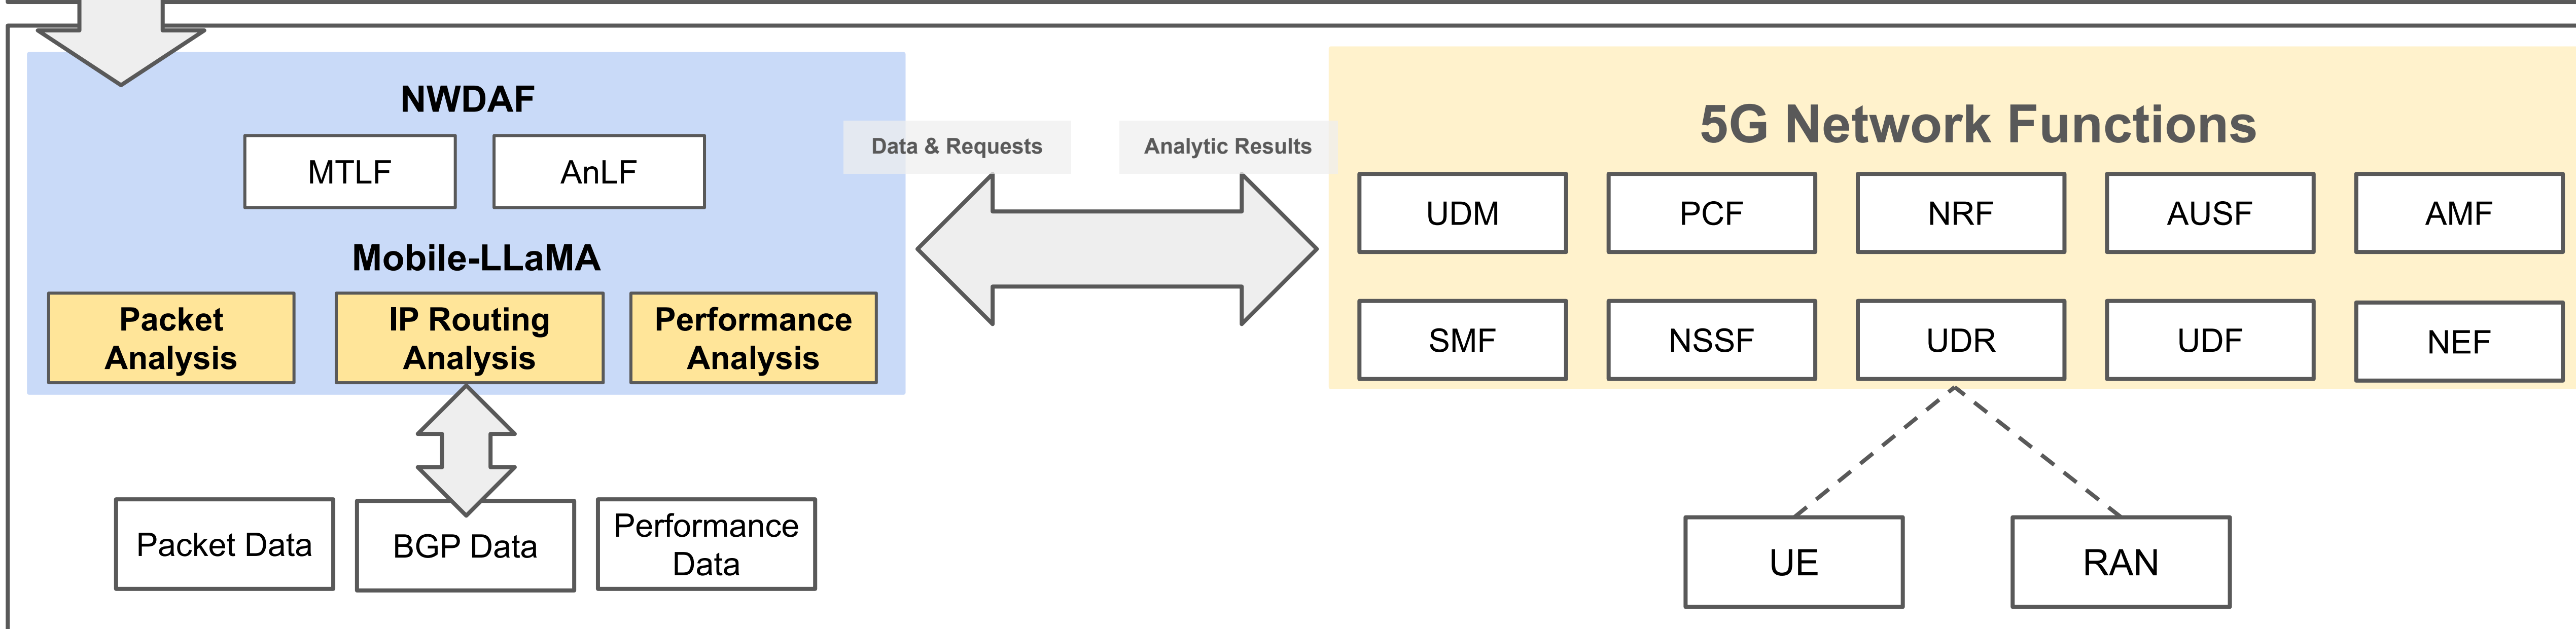 NWDAF
MTLF
AnLF
Mobile-LLaMA
Packet
Analysis
IP Routing
Analysis
Performance
Analysis
Packet Data
BGP Data
Performance
Data
Data & Requests
Analytic Results
5G Network Functions
UDM
PCF
NRF
AUSF
AMF
SMF
NSSF
UDR
UDF
NEF
UE
RAN